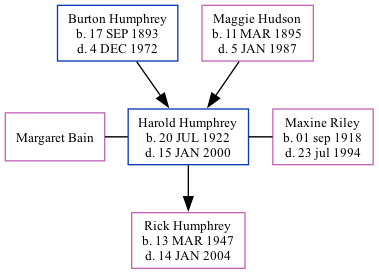 Burton Humphrey
b. 17 SEP 1893
d. 4 DEC 1972
Maggie Hudson
b. 11 MAR 1895
d. 5 JAN 1987
Margaret Bain
Harold Humphrey
b. 20 JUL 1922
d. 15 JAN 2000
Maxine Riley
b. 01 sep 1918
d. 23 jul 1994
Rick Humphrey
b. 13 MAR 1947
d. 14 JAN 2004